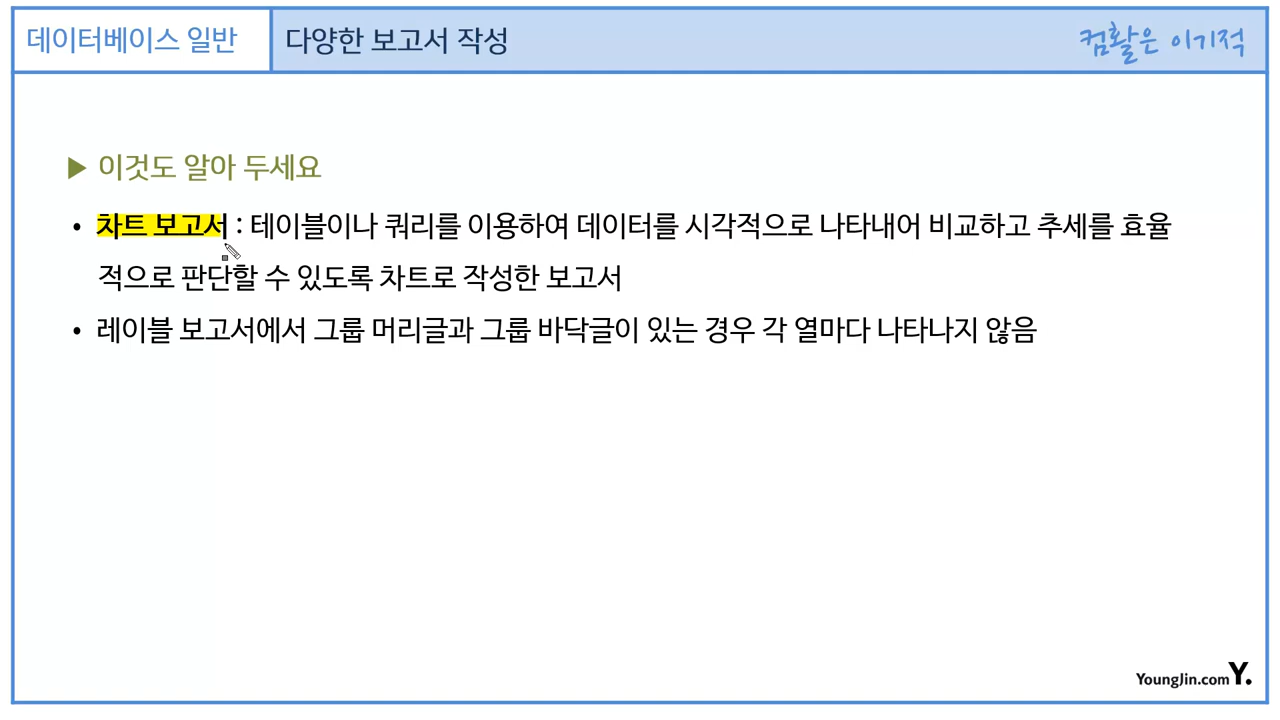 데이터베이스 일반
다양한 보고서 작성
컴활은 이기적
▶ 이것도 알아 두세요
• 차트 보고서 : 테이블이나 쿼리를 이용하여 데이터를 시각적으로 나타내어 비교하고 추세를 효율
적으로 판단할 수 있도록 차트로 작성한 보고서
• 레이블 보고서에서 그룹 머리글과 그룹 바닥글이 있는 경우 각 열마다 나타나지 않음
YoungJin.com Y.